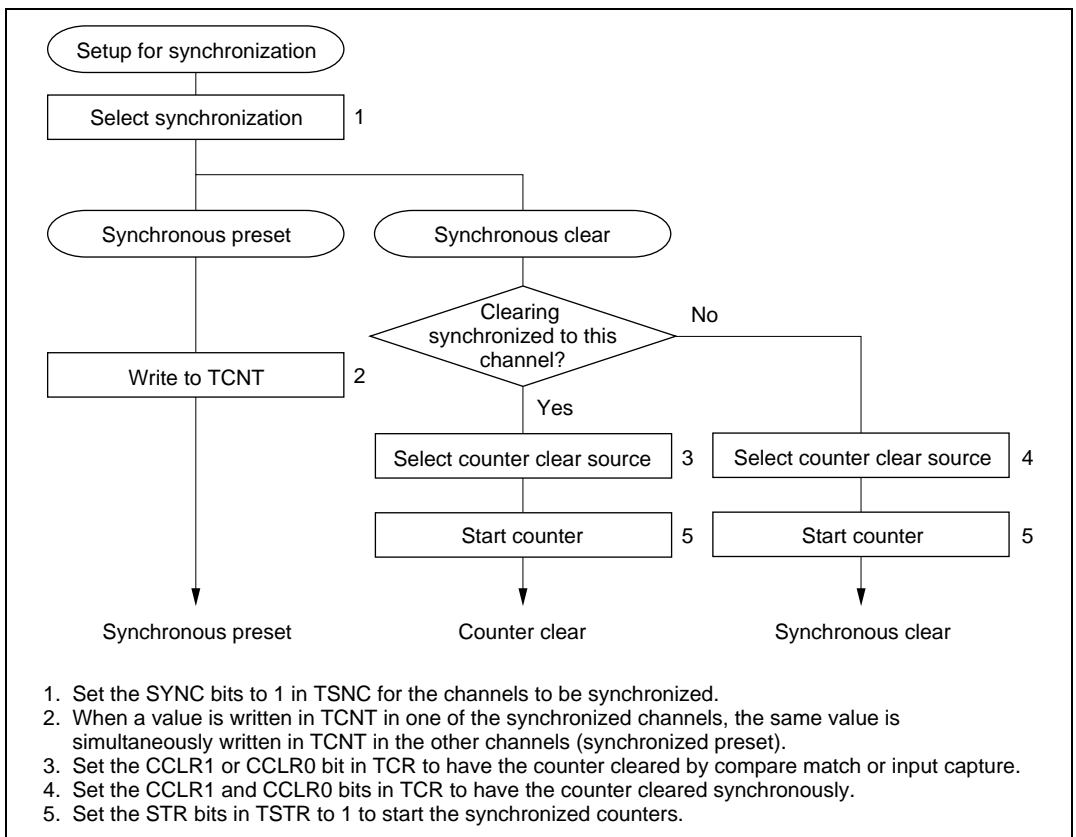 Setup for synchronization
Select synchronization 1
Synchronous preset
Synchronous clear
Clearing
synchronized to this
channel?
No
Write to TCNT 2
Yes
Select counter clear source 3
Select counter clear source 4
Start counter 5
Start counter 5
Synchronous preset
Counter clear
Synchronous clear
1. Set the SYNC bits to 1 in TSNC for the channels to be synchronized.
2. When a value is written in TCNT in one of the synchronized channels, the same value is
simultaneously written in TCNT in the other channels (synchronized preset).
3. Set the CCLR1 or CCLR0 bit in TCR to have the counter cleared by compare match or input capture.
4. Set the CCLR1 and CCLR0 bits in TCR to have the counter cleared synchronously.
5. Set the STR bits in TSTR to 1 to start the synchronized counters.